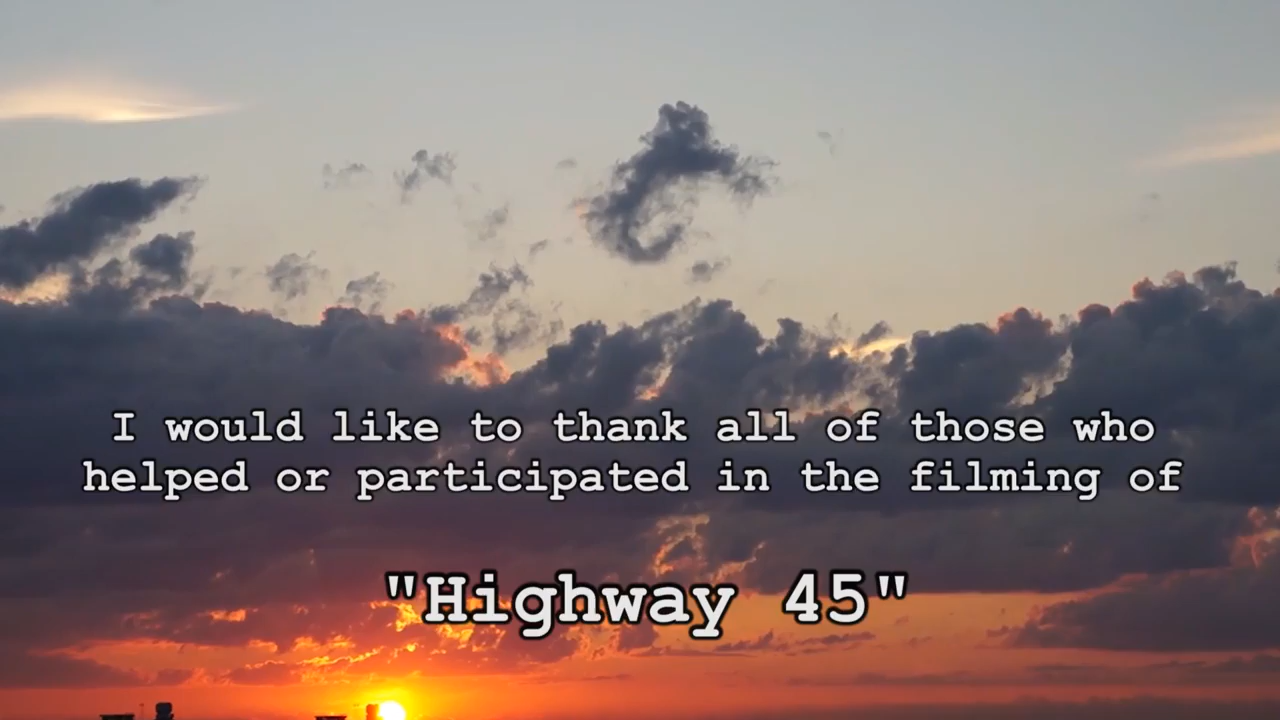 I would like to thank all of those who
helped or participated in the filming of
"Highway 45"